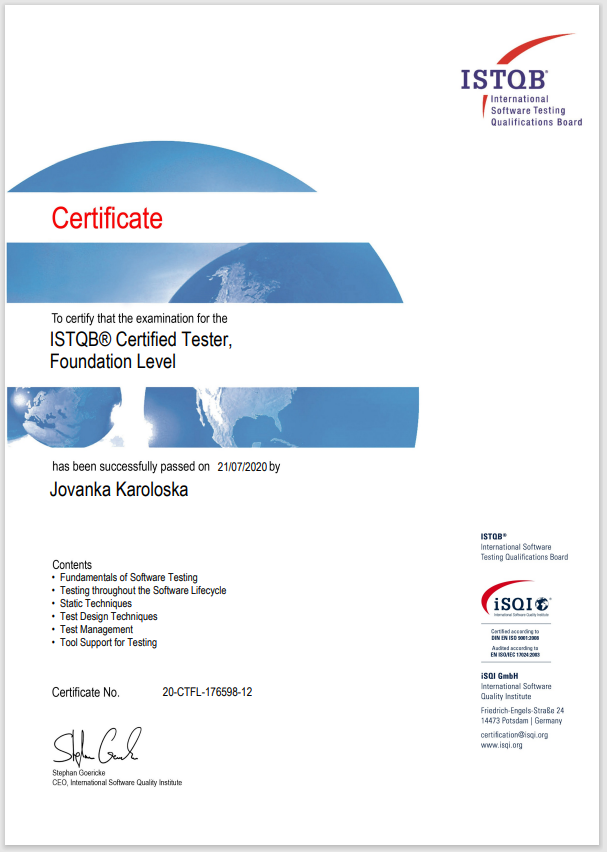 ISTQB®
International
Software Testing
Qualifications Board
Certificate
To certify that the examination for the
ISTQB® Certified Tester,
Foundation Level
has been successfully passed on 21/07/2020 by
Jovanka Karoloska
Contents
• Fundamentals of Software Testing
• Testing throughout the Software Lifecycle
• Static Techniques
• Test Design Techniques
• Test Management
• Tool Support for Testing
Certificate No. 20-CTFL-176598-12
Stephan Goericke
CEO, International Software Quality Institute
ISTQB®
International Software
Testing Qualifications Board
iSQI
International Software Quality Institute
Certified according to
DIN EN ISO 9001:2008
Audited according to
EN ISO/IEC 17024:2003
iSQI GmbH
International Software
Quality Institute
Friedrich-Engels-Straße 24
14473 Potsdam | Germany
certification@isqi.org
www.isqi.org